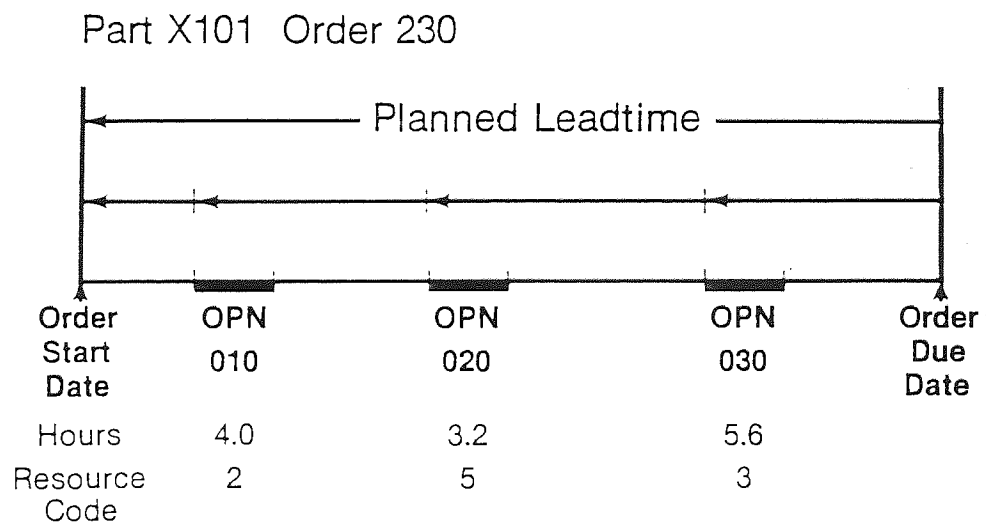 Part X101 Order 230
Planned Leadtime
Order Start Date
OPN 010
OPN 020
OPN 030
Order Due Date
Hours 4.0 3.2 5.6
Resource Code 2 5 3